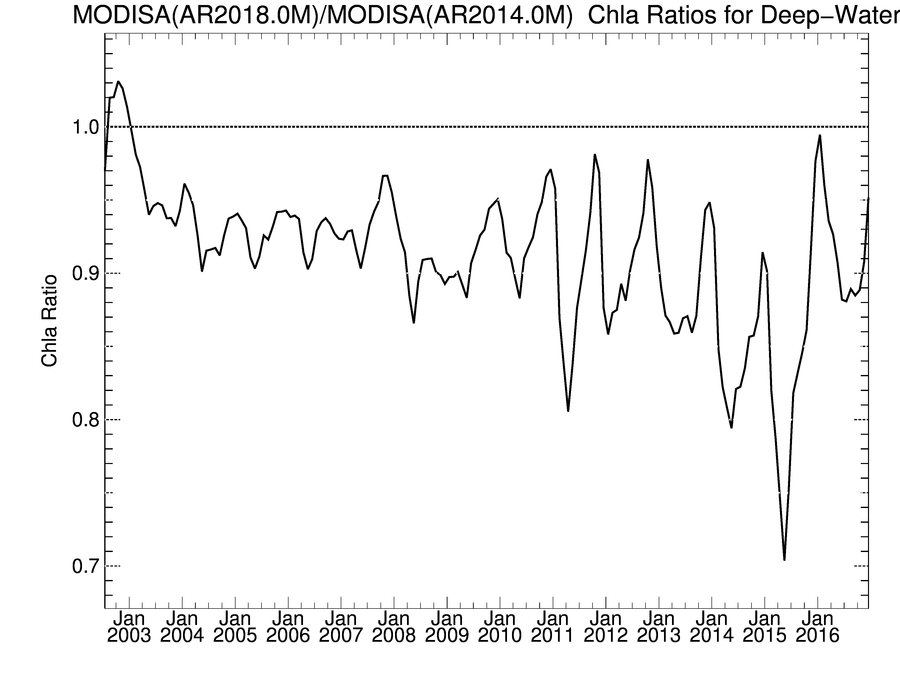 MODISA(AR2018.0M)/MODISA(AR2014.0M) Chla Ratios for Deep−Water
1.0
0.9
0.8
0.7
Chla Ratio
Jan Jan Jan Jan Jan Jan Jan Jan Jan Jan Jan Jan Jan Jan
2003 2004 2005 2006 2007 2008 2009 2010 2011 2012 2013 2014 2015 2016